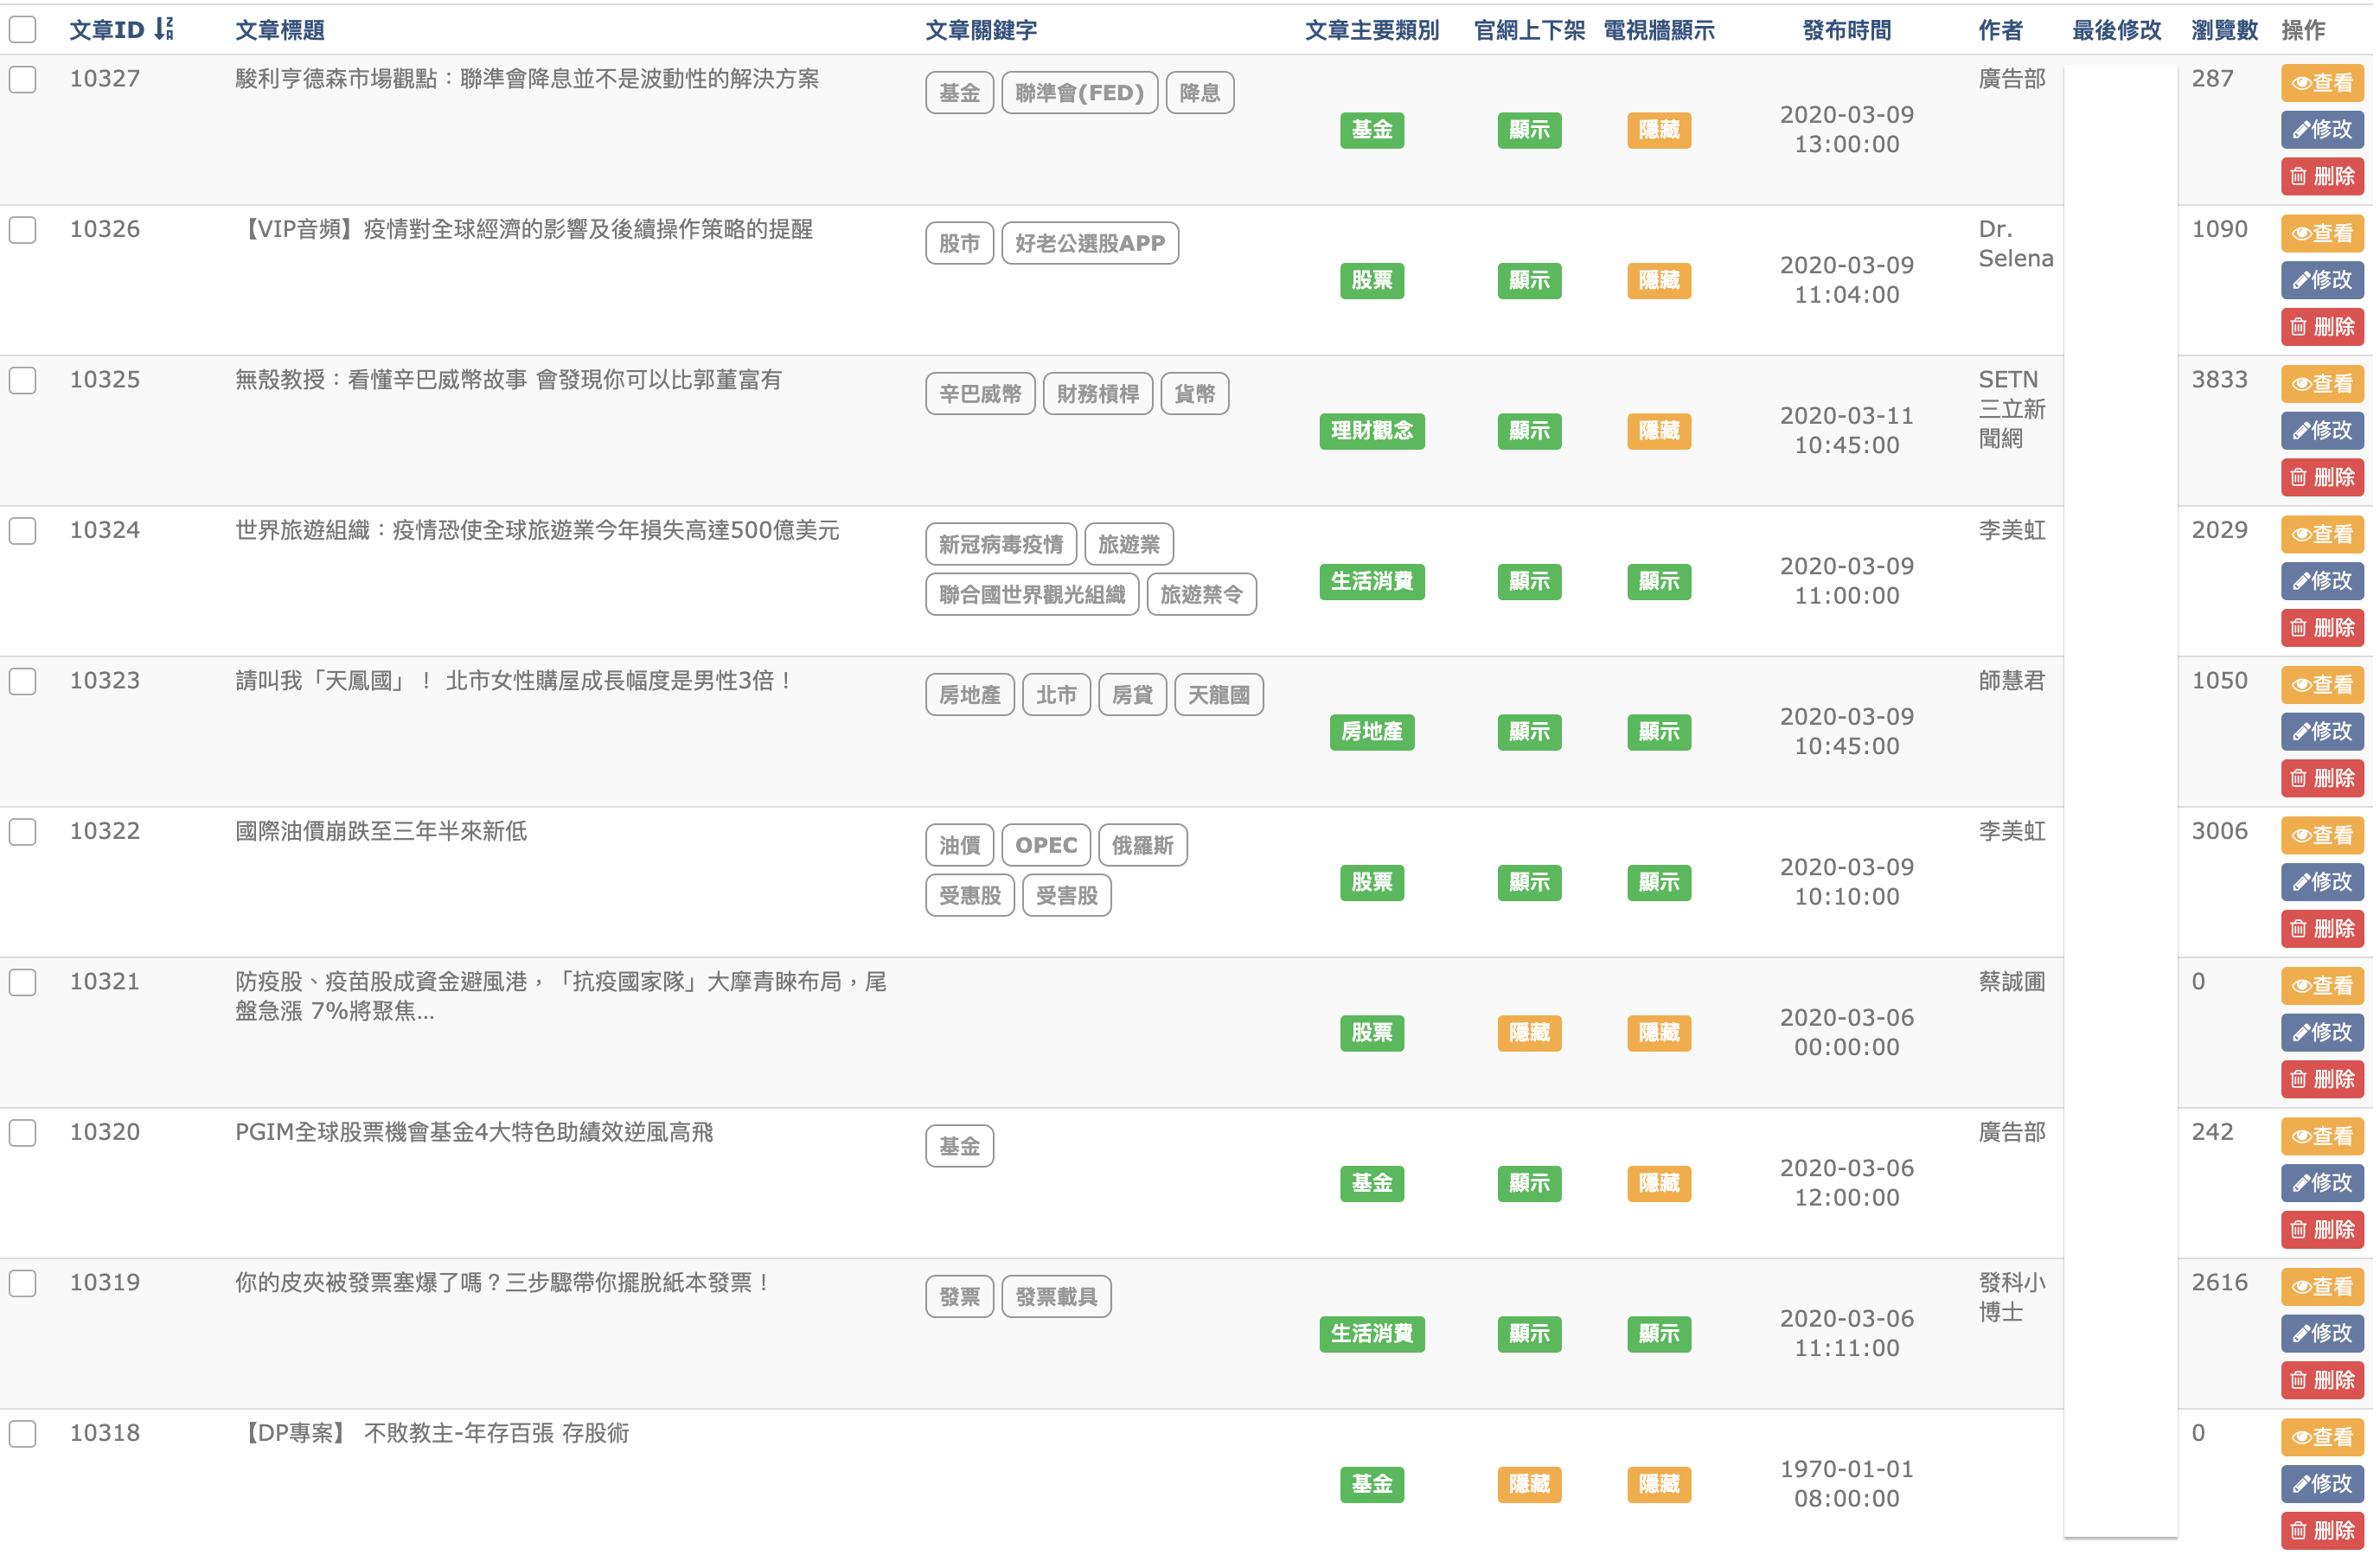 文章ID 文章標題 文章關鍵字 文章主要類別 官網上下架 電視牆顯示 發布時間 作者 最後修改 瀏覽數 操作
10327 駿利亨德森市場觀點：聯準會降息並不是波動性的解決方案 基金 聯準會(FED) 降息 基金 顯示 隱藏 2020-03-09 廣告部 287 查看
13:00:00 修改
刪除
10326 【VIP音頻】疫情對全球經濟的影響及後續操作策略的提醒 股市 好老公選股APP 股票 顯示 隱藏 2020-03-09 Dr. 1090 查看
11:04:00 Selena 修改
刪除
10325 無殼教授：看懂辛巴威幣故事 會發現你可以比郭董富有 辛巴威幣 財務槓桿 貨幣 理財觀念 顯示 隱藏 2020-03-11 SETN 3833 查看
10:45:00 三立新 修改
聞網 刪除
10324 世界旅遊組織：疫情恐使全球旅遊業今年損失高達500億美元 新冠病毒疫情 旅遊業 生活消費 顯示 顯示 2020-03-09 李美虹 2029 查看
聯合國世界觀光組織 旅遊禁令 11:00:00 修改
刪除
10323 請叫我「天鳳國」！ 北市女性購屋成長幅度是男性3倍！ 房地產 北市 房貸 天龍國 房地產 顯示 顯示 2020-03-09 師慧君 1050 查看
10:45:00 修改
刪除
10322 國際油價崩跌至三年半來新低 油價 OPEC 俄羅斯 股票 顯示 顯示 2020-03-09 李美虹 3006 查看
受惠股 受害股 10:10:00 修改
刪除
10321 防疫股、疫苗股成資金避風港，「抗疫國家隊」大摩青睞布局，尾 股票 隱藏 隱藏 2020-03-06 蔡誠圃 0 查看
盤急漲 7%將聚焦... 00:00:00 修改
刪除
10320 PGIM全球股票機會基金4大特色助績效逆風高飛 基金 基金 顯示 隱藏 2020-03-06 廣告部 242 查看
12:00:00 修改
刪除
10319 你的皮夾被發票塞爆了嗎？三步驟帶你擺脫紙本發票！ 發票 發票載具 生活消費 顯示 顯示 2020-03-06 發科小 2616 查看
11:11:00 博士 修改
刪除
10318 【DP專案】 不敗教主-年存百張 存股術 基金 隱藏 隱藏 1970-01-01 0 查看
08:00:00 修改
刪除